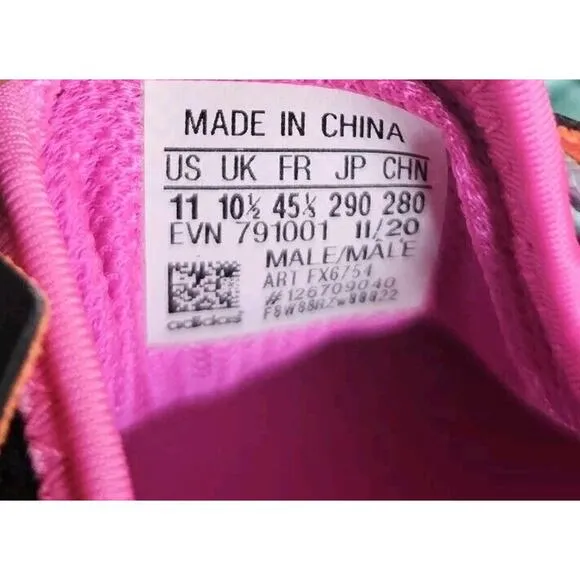 MADE IN CHINA
US UK FR JP CHN
11 10½ 45⅓ 290 280
EVN 791001 11/20
MALE/MÂLE
ART FX6754
#126709040
adidas